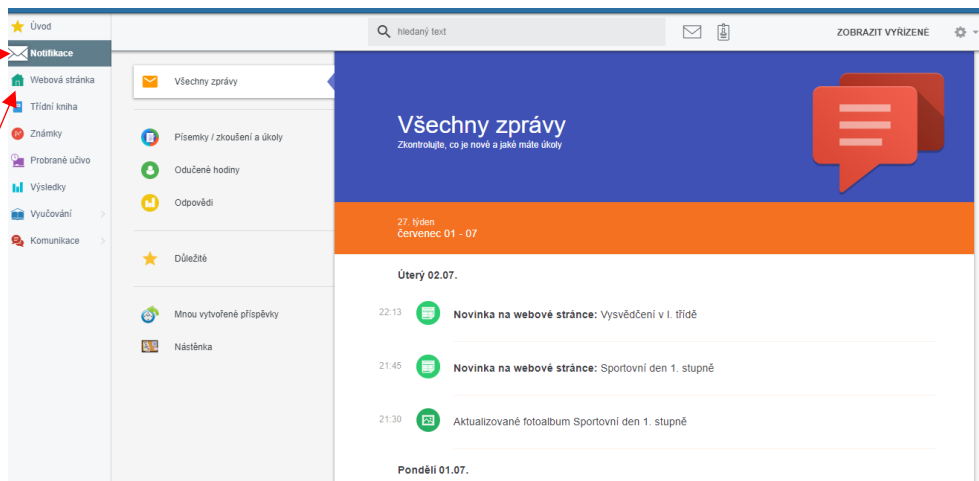 Úvod
Notifikace
Webová stránka
Třídní kniha
Známky
Probrané učivo
Výsledky
Vyučování
Komunikace
hledaný text
ZOBRAZIT VYŘÍZENÉ
Všechny zprávy
Písemky / zkoušení a úkoly
Odučené hodiny
Odpovědi
Důležité
Mnou vytvořené příspěvky
Nástěnka
Všechny zprávy
Zkontrolujte, co je nové a jaké máte úkoly
27. týden
červenec 01 - 07
Úterý 02.07.
22:13 Novinka na webové stránce: Vysvědčení v I. třídě
21:45 Novinka na webové stránce: Sportovní den 1. stupně
21:30 Aktualizované fotoalbum Sportovní den 1. stupně
Pondělí 01.07.